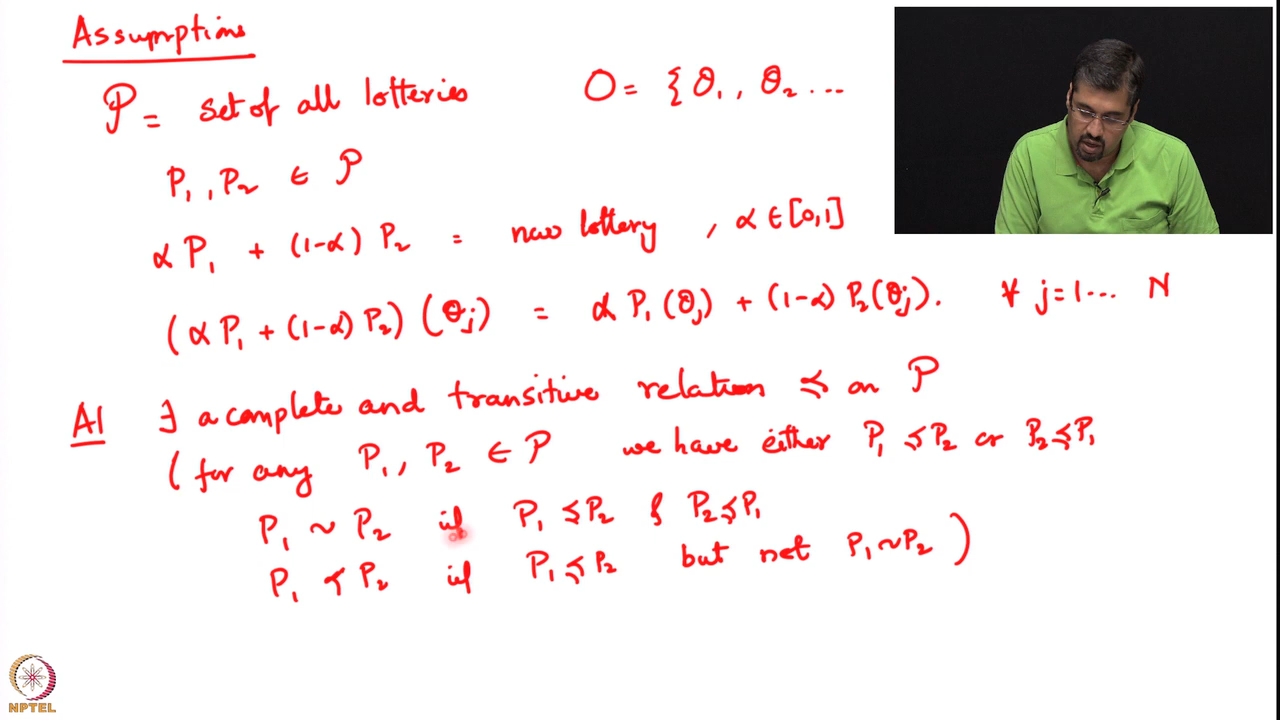 Assumptions
𝒫 = set of all lotteries O = { θ₁, θ₂ ...
P₁, P₂ ∈ 𝒫
αP₁ + (1-α) P₂ = new lottery , α ∈ [0,1]
(αP₁ + (1-α) P₂) (θⱼ) = αP₁(θⱼ) + (1-α) P₂(θⱼ). ∀ j=1... N
A1 ∃ a complete and transitive relation ≼ on 𝒫
(for any P₁, P₂ ∈ 𝒫 we have either P₁ ≼ P₂ or P₂ ≼ P₁
P₁ ~ P₂ if P₁ ≼ P₂ & P₂ ≼ P₁
P₁ ≺ P₂ if P₁ ≼ P₂ but not P₁ ~ P₂ )
NPTEL